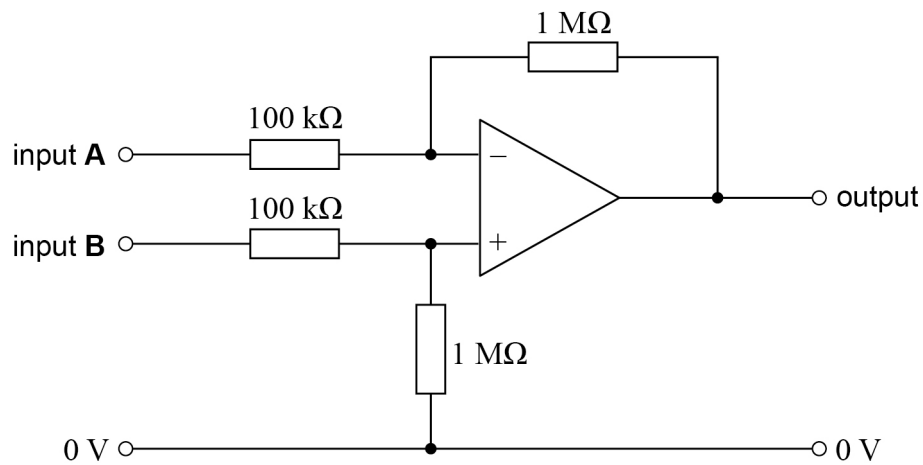 1 MΩ
100 kΩ
input A
−
100 kΩ
output
input B
+
1 MΩ
0 V
0 V